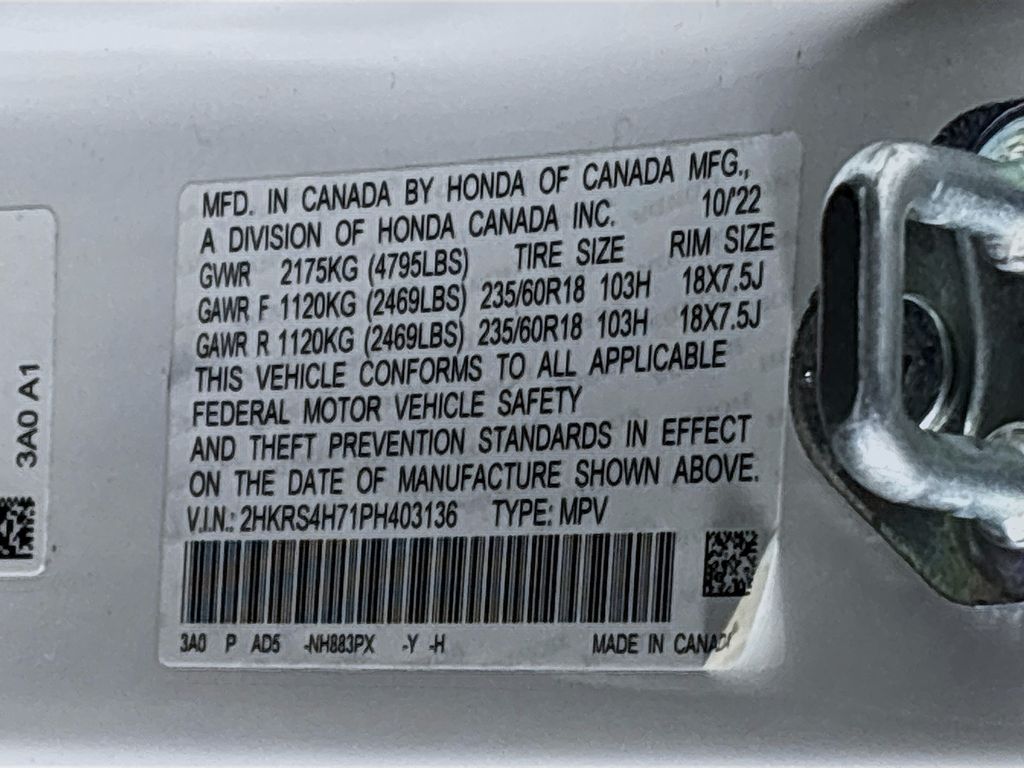 MFD. IN CANADA BY HONDA OF CANADA MFG.,
A DIVISION OF HONDA CANADA INC. 10/'22
GVWR 2175KG (4795LBS) TIRE SIZE RIM SIZE
GAWR F 1120KG (2469LBS) 235/60R18 103H 18X7.5J
GAWR R 1120KG (2469LBS) 235/60R18 103H 18X7.5J
THIS VEHICLE CONFORMS TO ALL APPLICABLE
FEDERAL MOTOR VEHICLE SAFETY
AND THEFT PREVENTION STANDARDS IN EFFECT
ON THE DATE OF MANUFACTURE SHOWN ABOVE.
V.I.N.: 2HKRS4H71PH403136 TYPE: MPV
3A0 P AD5 -NH883PX -Y -H MADE IN CANAD
3A0 A1